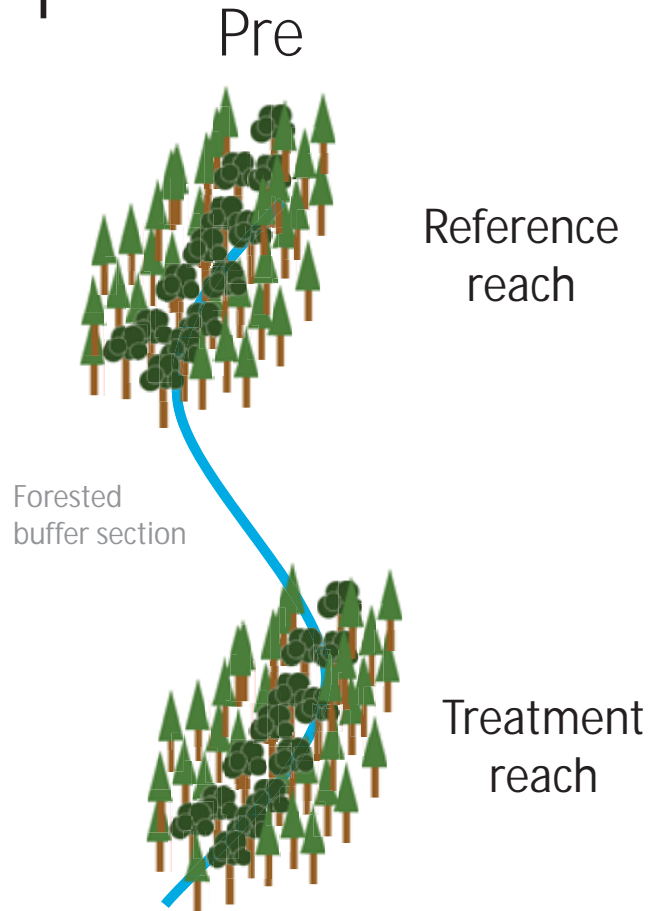 Pre
Reference
reach
Forested
buffer section
Treatment
reach